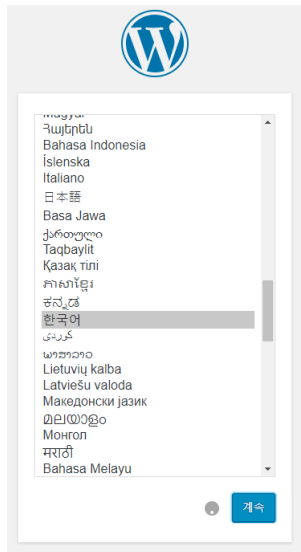 Magyar
Հայերեն
Bahasa Indonesia
Íslenska
Italiano
日本語
Basa Jawa
ქართული
Taqbaylit
Қазақ тілі
ភាសាខ្មែរ
ಕನ್ನಡ
한국어
كوردی
ພາສາລາວ
Lietuvių kalba
Latviešu valoda
Македонски јазик
മലയാളം
Монгол
मराठी
Bahasa Melayu
계속